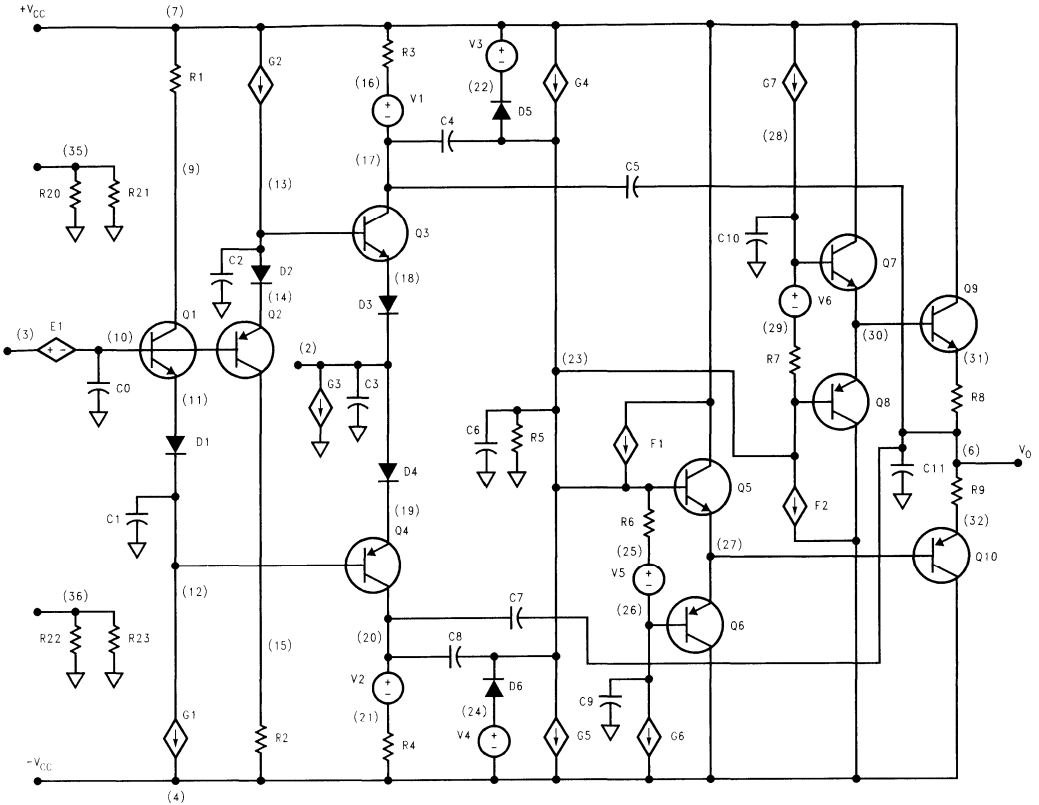 +VCC (7)
R1
G2
R3
(16)
V1
V3
(22)
D5
G4
G7
C4
(17)
(28)
(35)
R20 R21
(9)
(13)
C5
Q3
C2
D2
(14)
(18)
D3
C10
Q7
V6
(29)
Q9
(3) E1 (10)
Q1
Q2
(2)
(23)
R7
(30)
(31)
C0
(11)
G3 C3
Q8
R8
D1
C6 R5
F1
(6) VO
C11
D4
Q5
R9
C1
(19)
R6
F2
(32)
Q4
(25)
(27)
Q10
(12)
V5
(36)
(26)
R22 R23
C7
Q6
(20)
C8
(15)
V2
D6
C9
(21)
(24)
G1
R2
R4
V4
G5
G6
-VCC
(4)